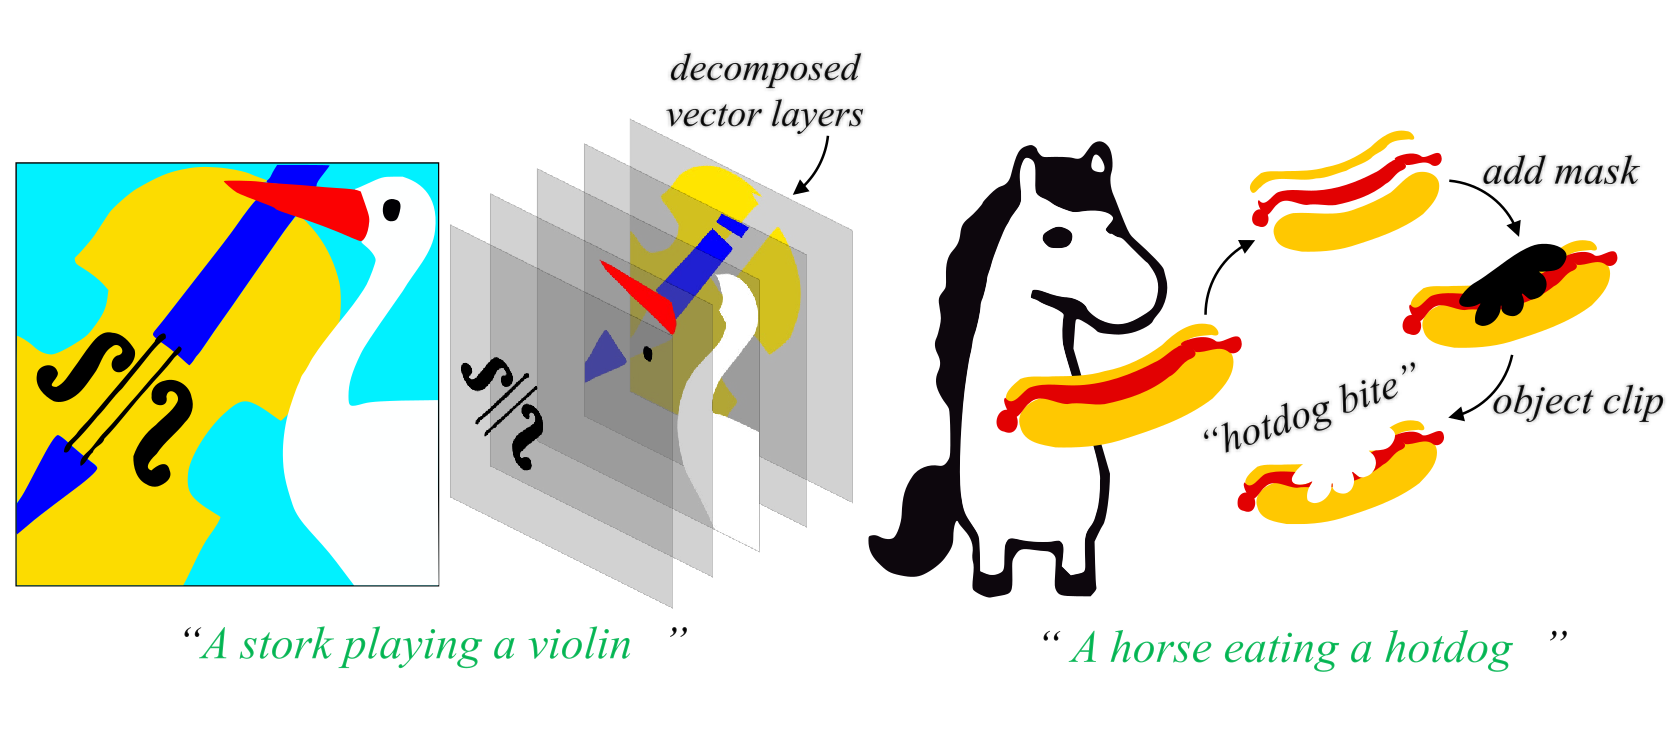 decomposed
vector layers
“A stork playing a violin ”
add mask
object clip
“hotdog bite”
“ A horse eating a hotdog ”